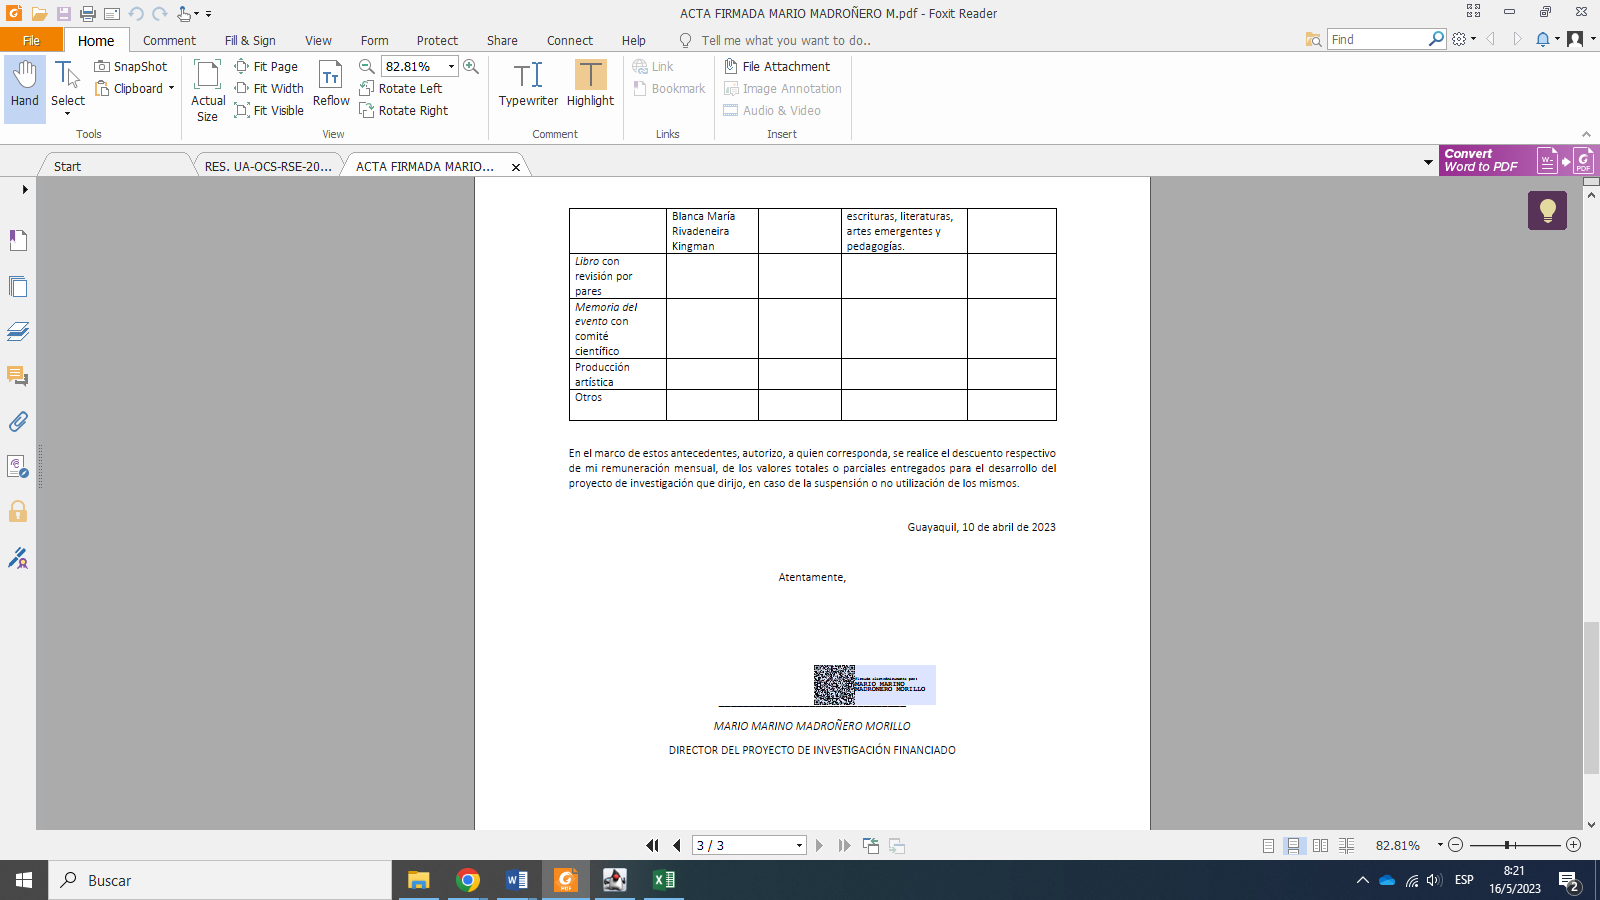 ACTA FIRMADA MARIO MADROÑERO M.pdf - Foxit Reader
File
Home
Comment
Fill & Sign
View
Form
Protect
Share
Connect
Help
Tell me what you want to do..
Find
Hand
Select
SnapShot
Clipboard
Tools
Actual
Size
Fit Page
Fit Width
Fit Visible
Reflow
82.81%
Rotate Left
Rotate Right
View
Typewriter
Highlight
Comment
Link
Bookmark
Links
File Attachment
Image Annotation
Audio & Video
Insert
Start
RES. UA-OCS-RSE-20...
ACTA FIRMADA MARIO...
Convert
Word to PDF
Blanca María
Rivadeneira
Kingman
escrituras, literaturas,
artes emergentes y
pedagogías.
Libro con
revisión por
pares
Memoria del
evento con
comité
científico
Producción
artística
Otros
En el marco de estos antecedentes, autorizo, a quien corresponda, se realice el descuento respectivo
de mi remuneración mensual, de los valores totales o parciales entregados para el desarrollo del
proyecto de investigación que dirijo, en caso de la suspensión o no utilización de los mismos.
Guayaquil, 10 de abril de 2023
Atentamente,
MARIO MARINO
MADRONERO MORILLO
MARIO MARINO MADROÑERO MORILLO
DIRECTOR DEL PROYECTO DE INVESTIGACIÓN FINANCIADO
3 / 3
82.81%
Buscar
ESP
8:21
16/5/2023
2